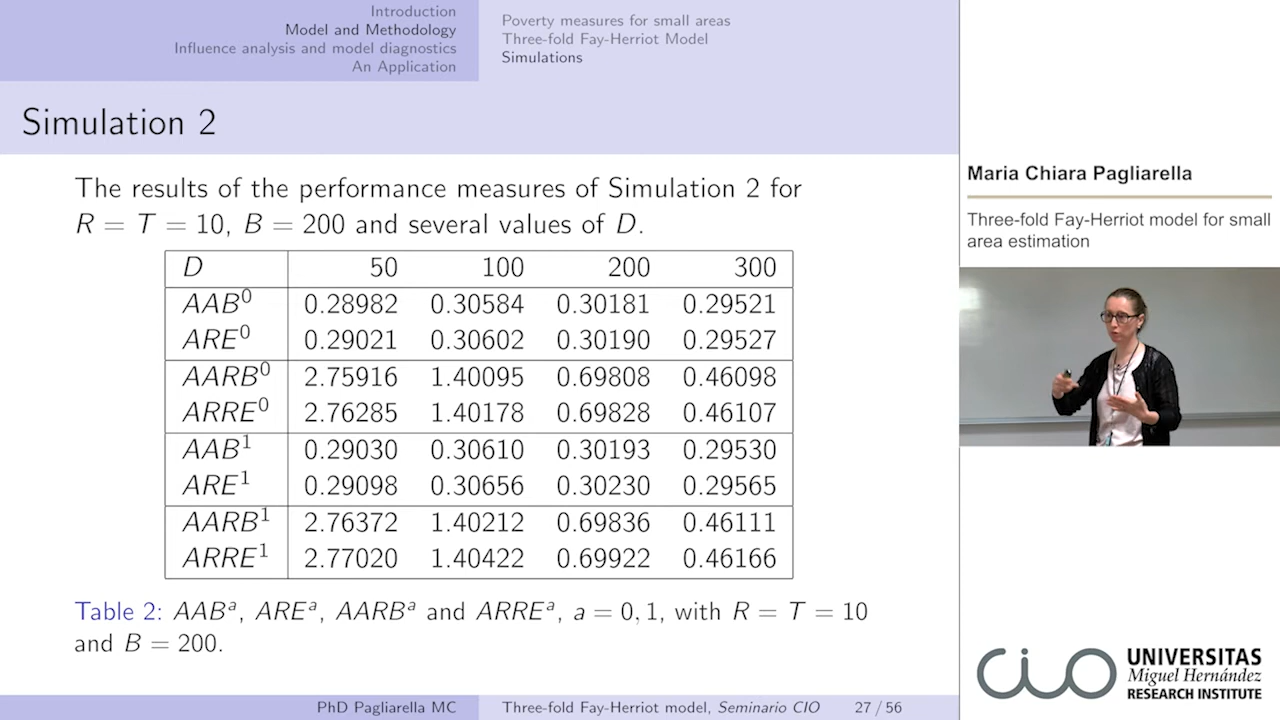 Introduction
Model and Methodology
Influence analysis and model diagnostics
An Application
Poverty measures for small areas
Three-fold Fay-Herriot Model
Simulations
Simulation 2
The results of the performance measures of Simulation 2 for
R = T = 10, B = 200 and several values of D.
D 50 100 200 300
AAB⁰ 0.28982 0.30584 0.30181 0.29521
ARE⁰ 0.29021 0.30602 0.30190 0.29527
AARB⁰ 2.75916 1.40095 0.69808 0.46098
ARRE⁰ 2.76285 1.40178 0.69828 0.46107
AAB¹ 0.29030 0.30610 0.30193 0.29530
ARE¹ 0.29098 0.30656 0.30230 0.29565
AARB¹ 2.76372 1.40212 0.69836 0.46111
ARRE¹ 2.77020 1.40422 0.69922 0.46166
Table 2: AABᵃ, AREᵃ, AARBᵃ and ARREᵃ, a = 0, 1, with R = T = 10
and B = 200.
PhD Pagliarella MC Three-fold Fay-Herriot model, Seminario CIO 27 / 56
Maria Chiara Pagliarella
Three-fold Fay-Herriot model for small
area estimation
CIO
UNIVERSITAS
Miguel Hernández
RESEARCH INSTITUTE